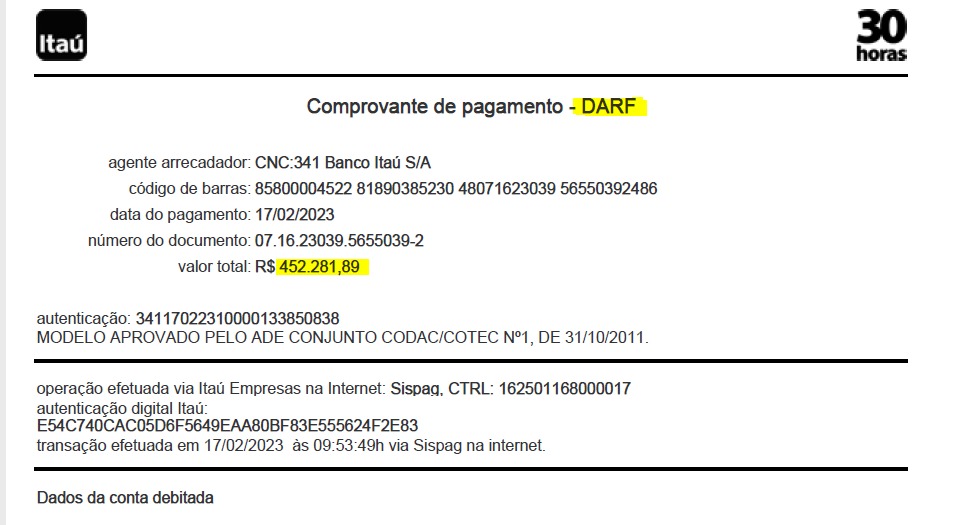 Itaú
30
horas
Comprovante de pagamento - DARF
agente arrecadador: CNC:341 Banco Itaú S/A
código de barras: 85800004522 81890385230 48071623039 56550392486
data do pagamento: 17/02/2023
número do documento: 07.16.23039.5655039-2
valor total: R$ 452.281,89
autenticação: 34117022310000133850838
MODELO APROVADO PELO ADE CONJUNTO CODAC/COTEC Nº1, DE 31/10/2011.
operação efetuada via Itaú Empresas na Internet: Sispag, CTRL: 162501168000017
autenticação digital Itaú:
E54C740CAC05D6F5649EAA80BF83E555624F2E83
transação efetuada em 17/02/2023 às 09:53:49h via Sispag na internet.
Dados da conta debitada